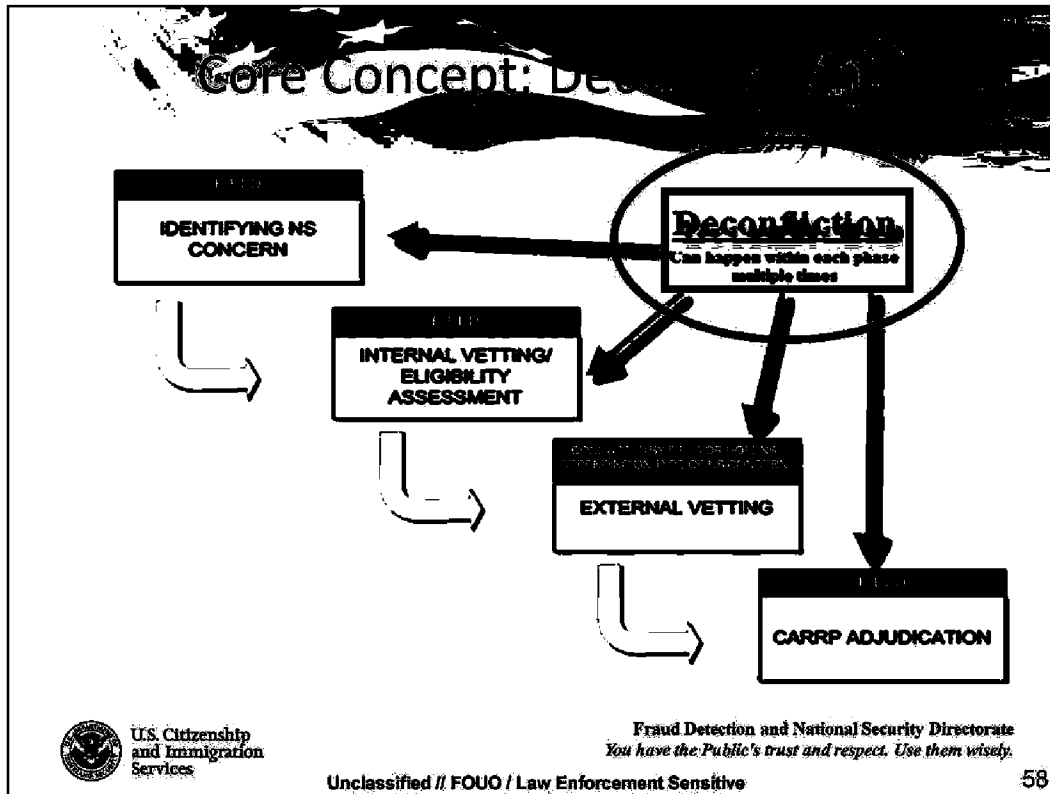 Core Concept:
IDENTIFYING NS
CONCERN
Deconfliction
Can happen within each phase
multiple times
INTERNAL VETTING/
ELIGIBILITY
ASSESSMENT
EXTERNAL VETTING
CARRP ADJUDICATION
U.S. Citizenship
and Immigration
Services
Fraud Detection and National Security Directorate
You have the Public's trust and respect. Use them wisely.
Unclassified // FOUO / Law Enforcement Sensitive
58